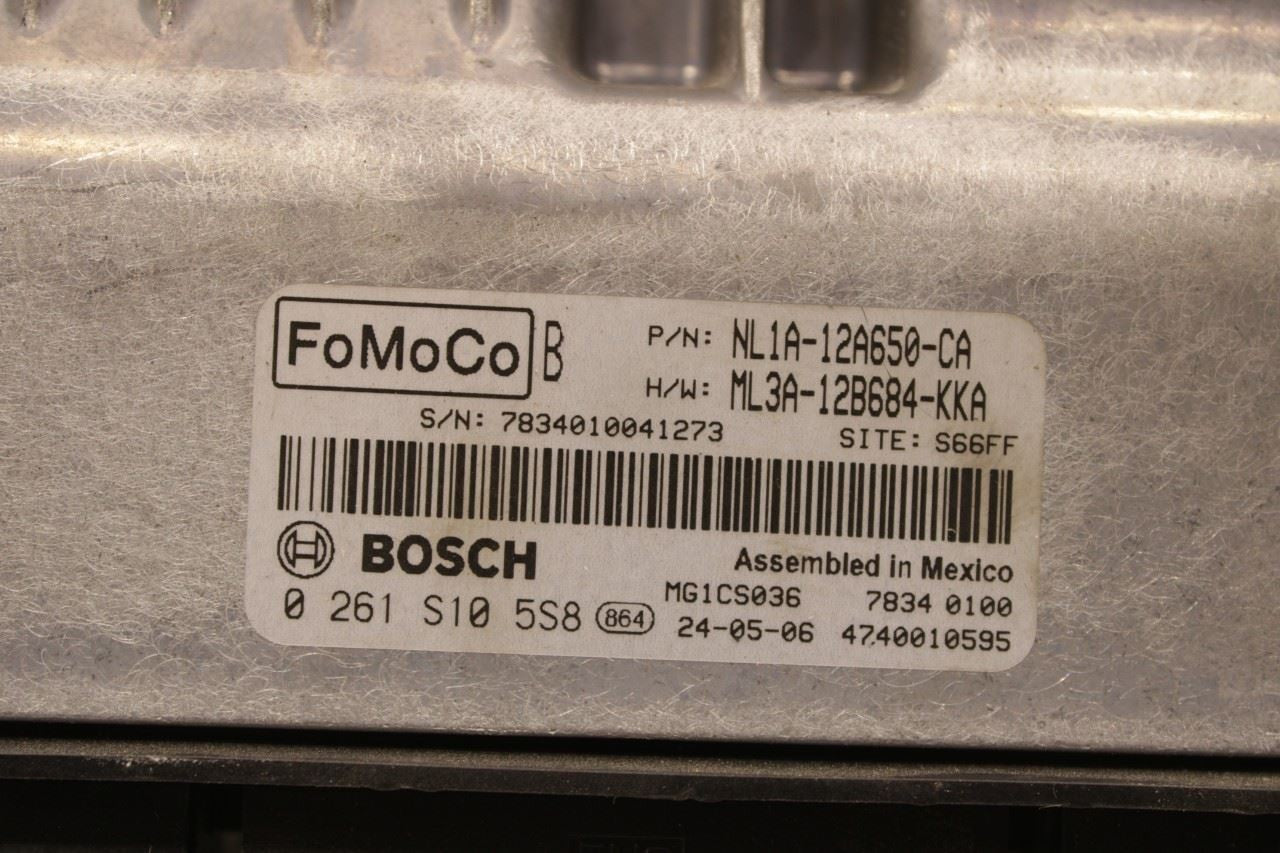 FoMoCo B P/N: NL1A-12A650-CA
H/W: ML3A-12B684-KKA
S/N: 7834010041273 SITE: S66FF
BOSCH Assembled in Mexico
MG1CS036 7834 0100
0 261 S10 5S8 864 24-05-06 4740010595